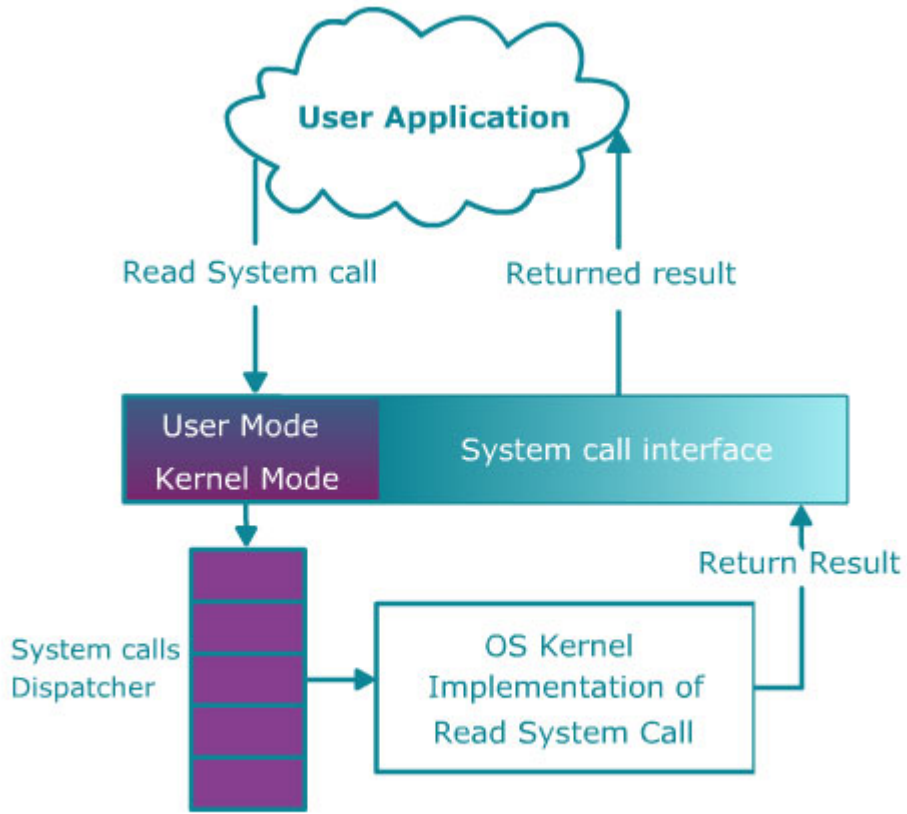 User Application
Read System call
Returned result
User Mode
Kernel Mode
System call interface
Return Result
System calls
Dispatcher
OS Kernel
Implementation of
Read System Call